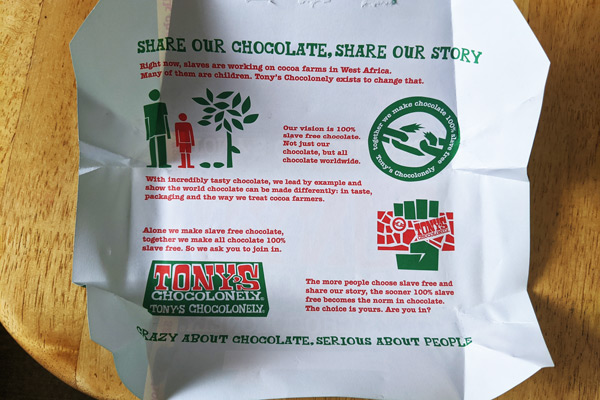 SHARE OUR CHOCOLATE, SHARE OUR STORY
Right now, slaves are working on cocoa farms in West Africa.
Many of them are children. Tony's Chocolonely exists to change that.
Our vision is 100%
slave free chocolate.
Not just our
chocolate, but all
chocolate worldwide.
together we make chocolate 100% slave free
Tony's Chocolonely
With incredibly tasty chocolate, we lead by example and
show the world chocolate can be made differently: in taste,
packaging and the way we treat cocoa farmers.
Alone we make slave free chocolate,
together we make all chocolate 100%
slave free. So we ask you to join in.
TONY'S
TONY'S
CHOCOLONELY
TONY'S CHOCOLONELY.
The more people choose slave free and
share our story, the sooner 100% slave
free becomes the norm in chocolate.
The choice is yours. Are you in?
CRAZY ABOUT CHOCOLATE, SERIOUS ABOUT PEOPLE